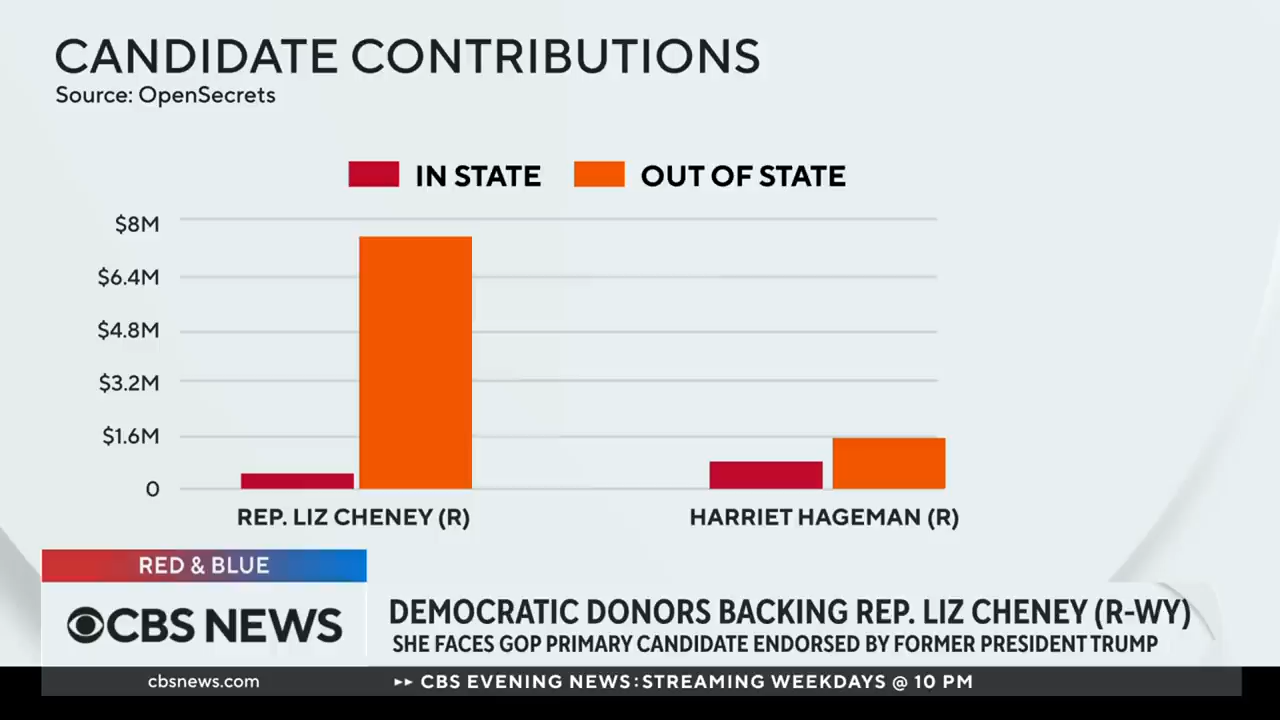 CANDIDATE CONTRIBUTIONS
Source: OpenSecrets
IN STATE OUT OF STATE
$8M
$6.4M
$4.8M
$3.2M
$1.6M
0
REP. LIZ CHENEY (R) HARRIET HAGEMAN (R)
RED & BLUE
CBS NEWS
DEMOCRATIC DONORS BACKING REP. LIZ CHENEY (R-WY)
SHE FACES GOP PRIMARY CANDIDATE ENDORSED BY FORMER PRESIDENT TRUMP
cbsnews.com
CBS EVENING NEWS: STREAMING WEEKDAYS @ 10 PM